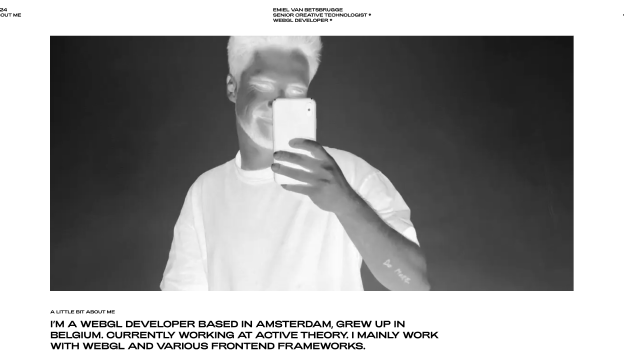 24
OUT ME
EMIEL VAN BETSBRUGGE
SENIOR CREATIVE TECHNOLOGIST
WEBGL DEVELOPER
A LITTLE BIT ABOUT ME
I'M A WEBGL DEVELOPER BASED IN AMSTERDAM, GREW UP IN
BELGIUM. CURRENTLY WORKING AT ACTIVE THEORY. I MAINLY WORK
WITH WEBGL AND VARIOUS FRONTEND FRAMEWORKS.